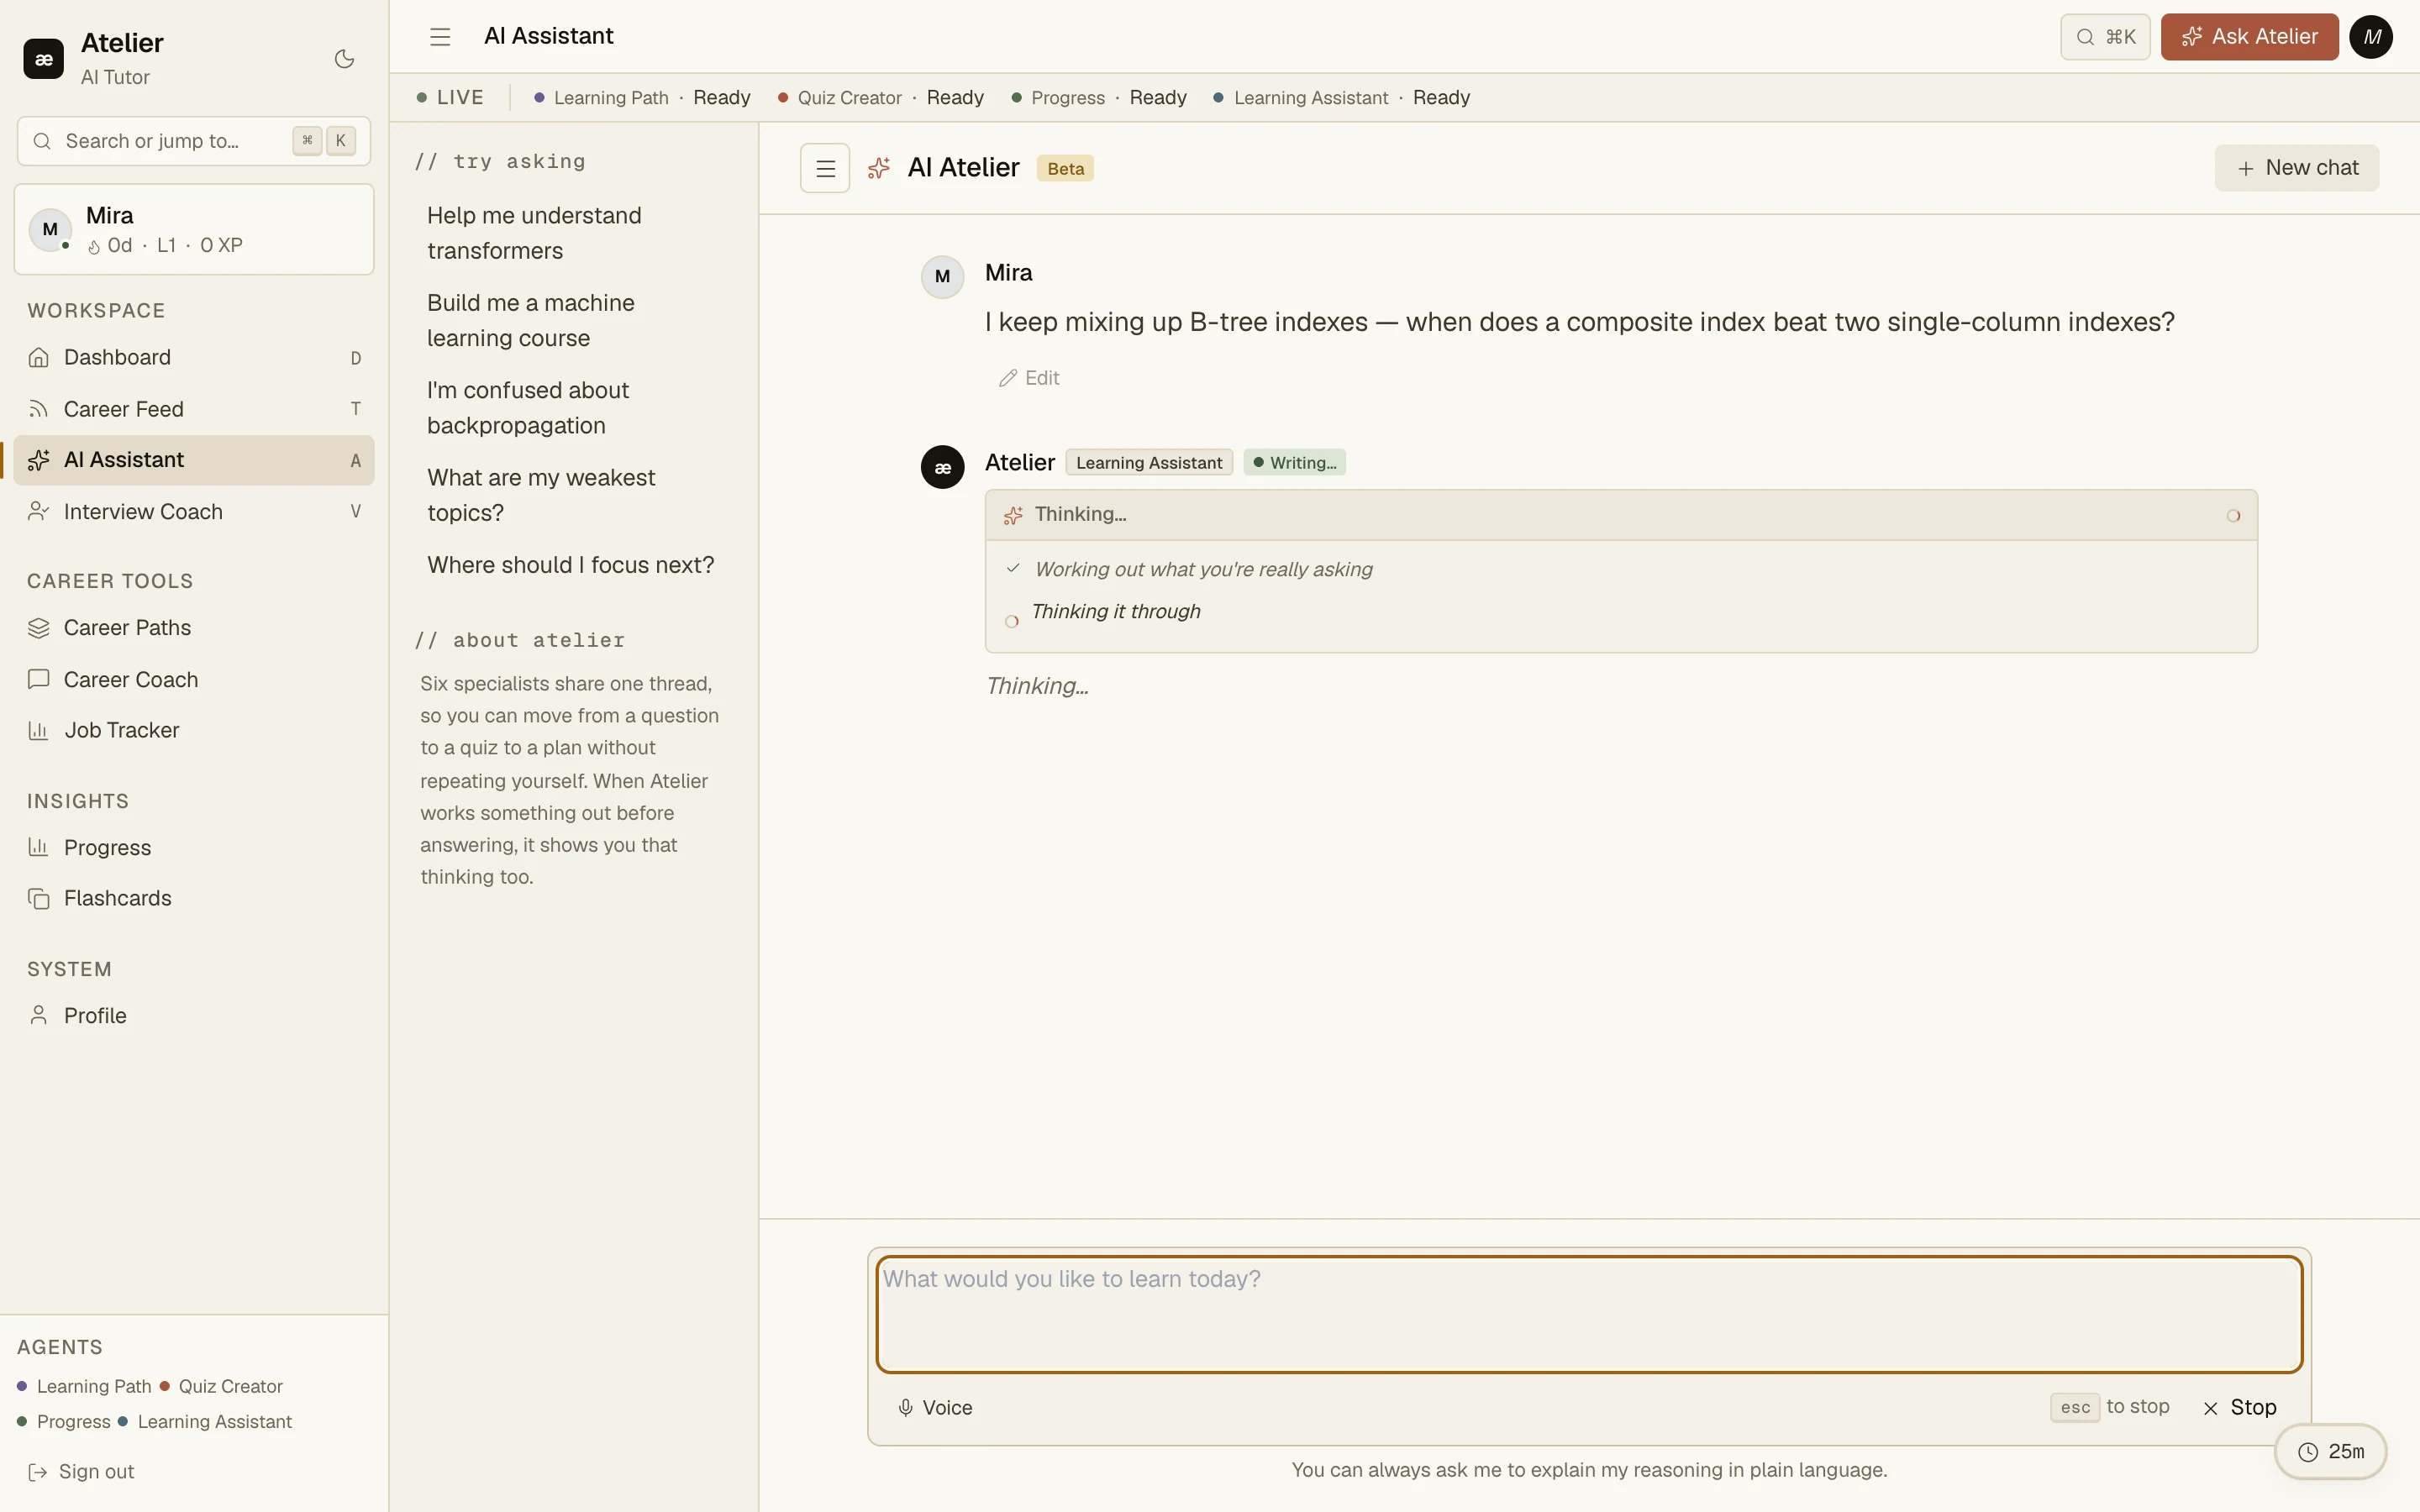 æ
Atelier
AI Tutor
Search or jump to...
⌘ K
M
Mira
0d · L1 · 0 XP
WORKSPACE
Dashboard D
Career Feed T
AI Assistant A
Interview Coach V
CAREER TOOLS
Career Paths
Career Coach
Job Tracker
INSIGHTS
Progress
Flashcards
SYSTEM
Profile
AGENTS
Learning Path Quiz Creator
Progress Learning Assistant
Sign out
AI Assistant
⌘K
Ask Atelier
M
LIVE
Learning Path · Ready
Quiz Creator · Ready
Progress · Ready
Learning Assistant · Ready
// try asking
Help me understand
transformers
Build me a machine
learning course
I'm confused about
backpropagation
What are my weakest
topics?
Where should I focus next?
// about atelier
Six specialists share one thread,
so you can move from a question
to a quiz to a plan without
repeating yourself. When Atelier
works something out before
answering, it shows you that
thinking too.
AI Atelier Beta
+ New chat
M
Mira
I keep mixing up B-tree indexes — when does a composite index beat two single-column indexes?
Edit
æ
Atelier Learning Assistant Writing...
Thinking...
Working out what you're really asking
Thinking it through
Thinking...
What would you like to learn today?
Voice
esc to stop
Stop
25m
You can always ask me to explain my reasoning in plain language.